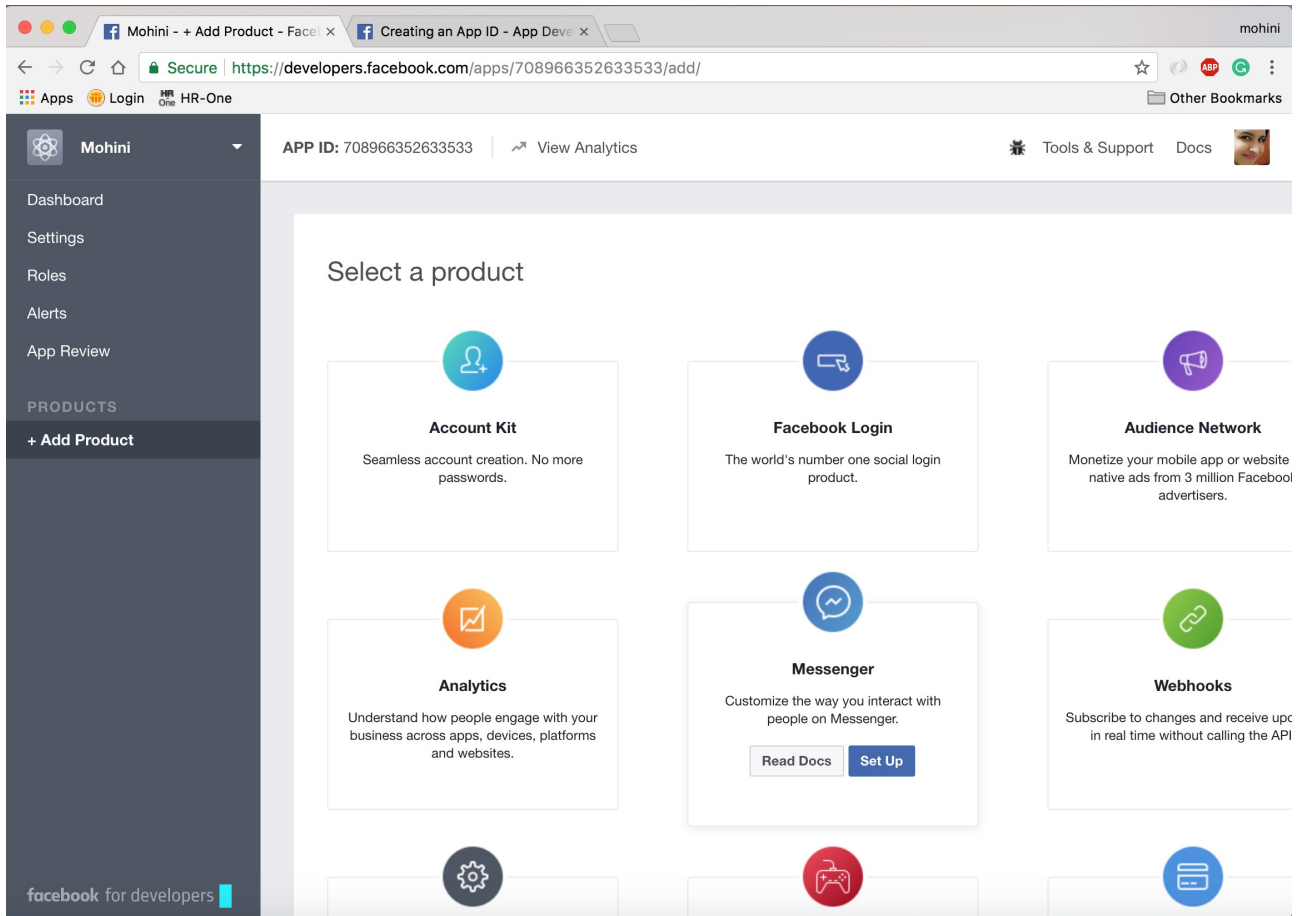 Mohini - + Add Product - Face
Creating an App ID - App Deve
mohini
Secure https://developers.facebook.com/apps/708966352633533/add/
ABP
G
Apps
Login
HR One
HR-One
Other Bookmarks
Mohini
APP ID: 708966352633533
View Analytics
Tools & Support
Docs
Dashboard
Settings
Roles
Alerts
App Review
PRODUCTS
+ Add Product
facebook for developers
Select a product
Account Kit
Seamless account creation. No more
passwords.
Facebook Login
The world's number one social login
product.
Audience Network
Monetize your mobile app or website
native ads from 3 million Facebook
advertisers.
Analytics
Understand how people engage with your
business across apps, devices, platforms
and websites.
Messenger
Customize the way you interact with
people on Messenger.
Read Docs
Set Up
Webhooks
Subscribe to changes and receive upd
in real time without calling the API